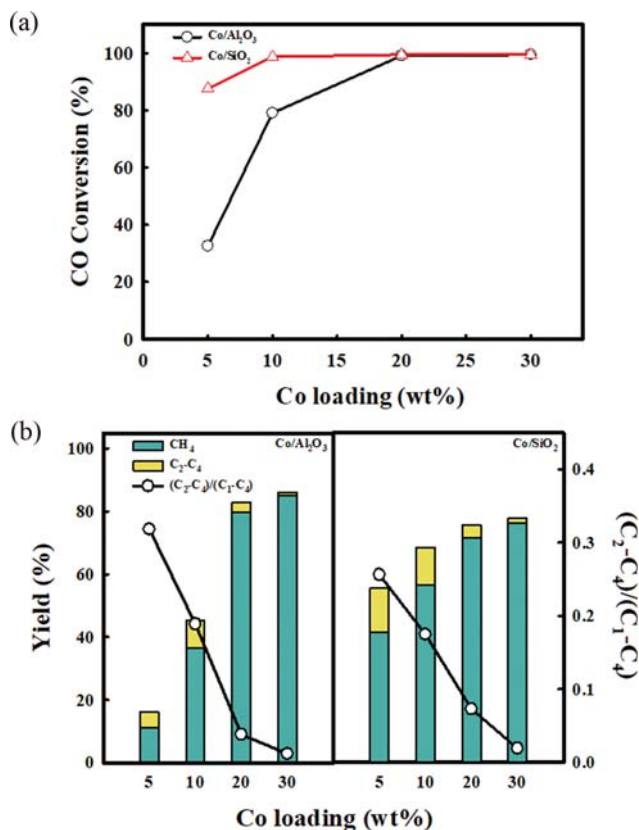 (a)
Co/Al₂O₃
Co/SiO₂
CO Conversion (%)
100
80
60
40
20
0
0 5 10 15 20 25 30
Co loading (wt%)
(b)
CH₄
C₂-C₄
(C₂-C₄)/(C₁-C₄)
Co/Al₂O₃
Co/SiO₂
Yield (%)
100
80
60
40
20
0
(C₂-C₄)/(C₁-C₄)
0.4
0.3
0.2
0.1
0.0
5 10 20 30
5 10 20 30
Co loading (wt%)